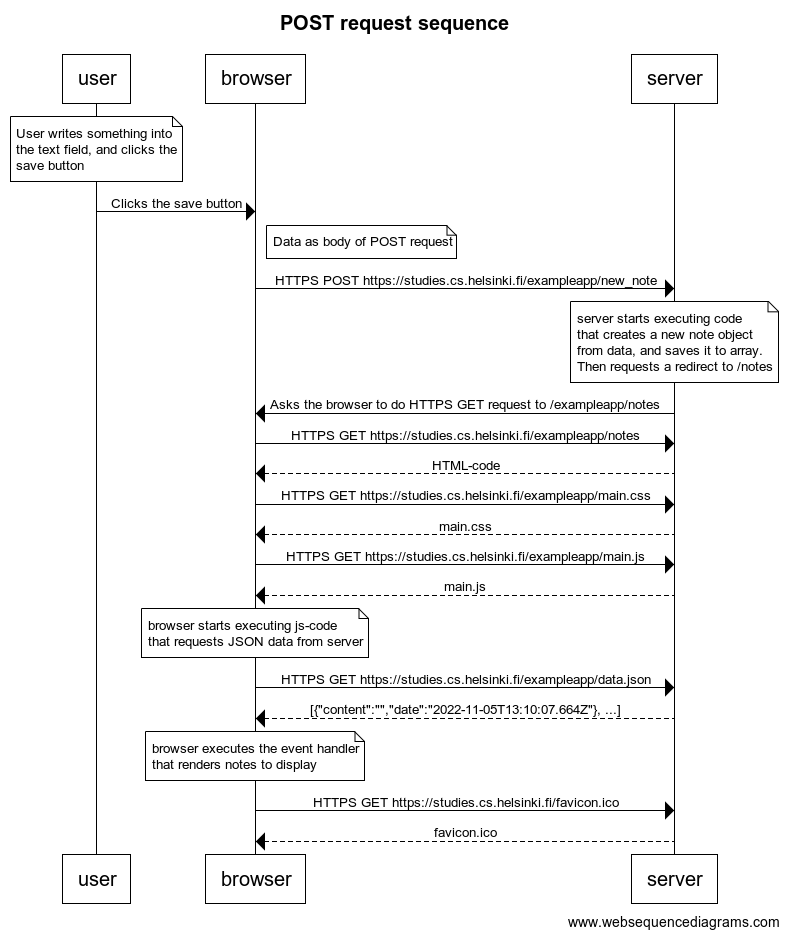 POST request sequence
user
browser
server
User writes something into
the text field, and clicks the
save button
Clicks the save button
Data as body of POST request
HTTPS POST https://studies.cs.helsinki.fi/exampleapp/new_note
server starts executing code
that creates a new note object
from data, and saves it to array.
Then requests a redirect to /notes
Asks the browser to do HTTPS GET request to /exampleapp/notes
HTTPS GET https://studies.cs.helsinki.fi/exampleapp/notes
HTML-code
HTTPS GET https://studies.cs.helsinki.fi/exampleapp/main.css
main.css
HTTPS GET https://studies.cs.helsinki.fi/exampleapp/main.js
main.js
browser starts executing js-code
that requests JSON data from server
HTTPS GET https://studies.cs.helsinki.fi/exampleapp/data.json
[{"content":"","date":"2022-11-05T13:10:07.664Z"}, ...]
browser executes the event handler
that renders notes to display
HTTPS GET https://studies.cs.helsinki.fi/favicon.ico
favicon.ico
user
browser
server
www.websequencediagrams.com